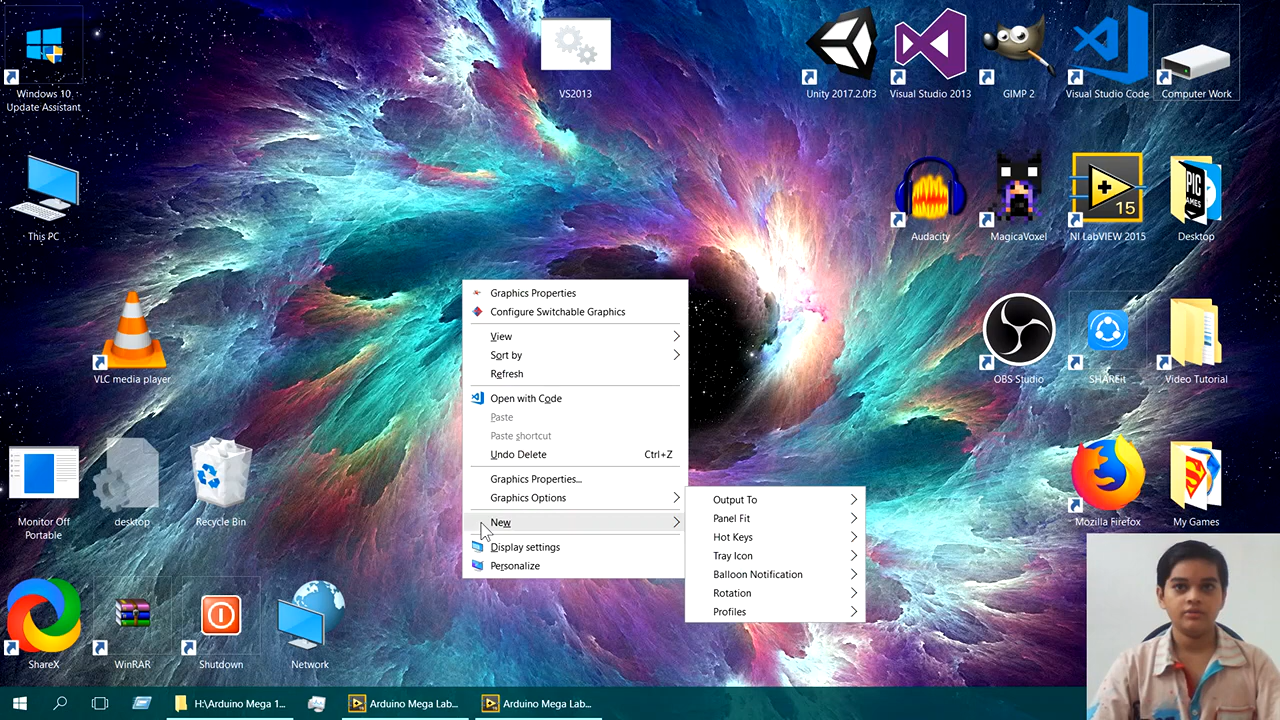 Windows 10
Update Assistant
VS2013
Unity 2017.2.0f3
Visual Studio 2013
GIMP 2
Visual Studio Code
Computer Work
This PC
Audacity
MagicaVoxel
15
NI LabVIEW 2015
PIC
AMES
Desktop
VLC media player
OBS Studio
SHAREit
Video Tutorial
Graphics Properties
Configure Switchable Graphics
View
Sort by
Refresh
Open with Code
Paste
Paste shortcut
Undo Delete Ctrl+Z
Graphics Properties...
Graphics Options
New
Display settings
Personalize
Output To
Panel Fit
Hot Keys
Tray Icon
Balloon Notification
Rotation
Profiles
Monitor Off
Portable
desktop
Recycle Bin
Mozilla Firefox
My Games
ShareX
WinRAR
Shutdown
Network
H:\Arduino Mega 1...
Arduino Mega Lab...
Arduino Mega Lab...